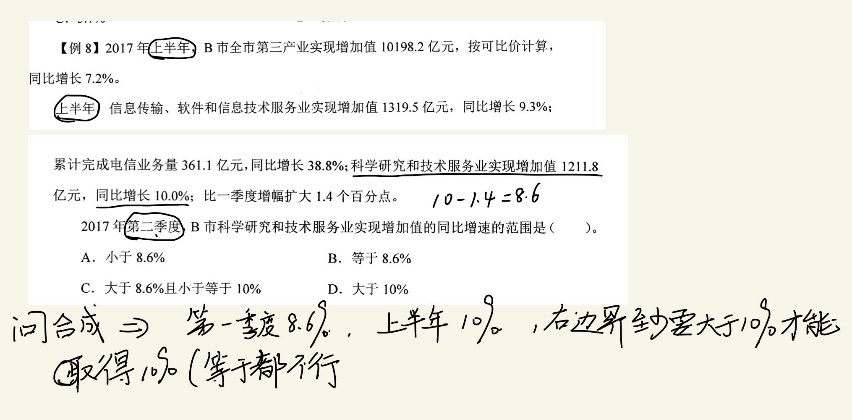 【例 8】2017 年上半年，B 市全市第三产业实现增加值 10198.2 亿元，按可比价计算，
同比增长 7.2%。
上半年，信息传输、软件和信息技术服务业实现增加值 1319.5 亿元，同比增长 9.3%；
累计完成电信业务量 361.1 亿元，同比增长 38.8%；科学研究和技术服务业实现增加值 1211.8
亿元，同比增长 10.0%；比一季度增幅扩大 1.4 个百分点。
10-1.4=8.6
2017 年第二季度，B 市科学研究和技术服务业实现增加值的同比增速的范围是（　　）。
A．小于 8.6%　　B．等于 8.6%
C．大于 8.6%且小于等于 10%　　D．大于 10%
问合成 => 第一季度8.6%，上半年10%，右边界至少要大于10%才能
取得10%（等于都不行